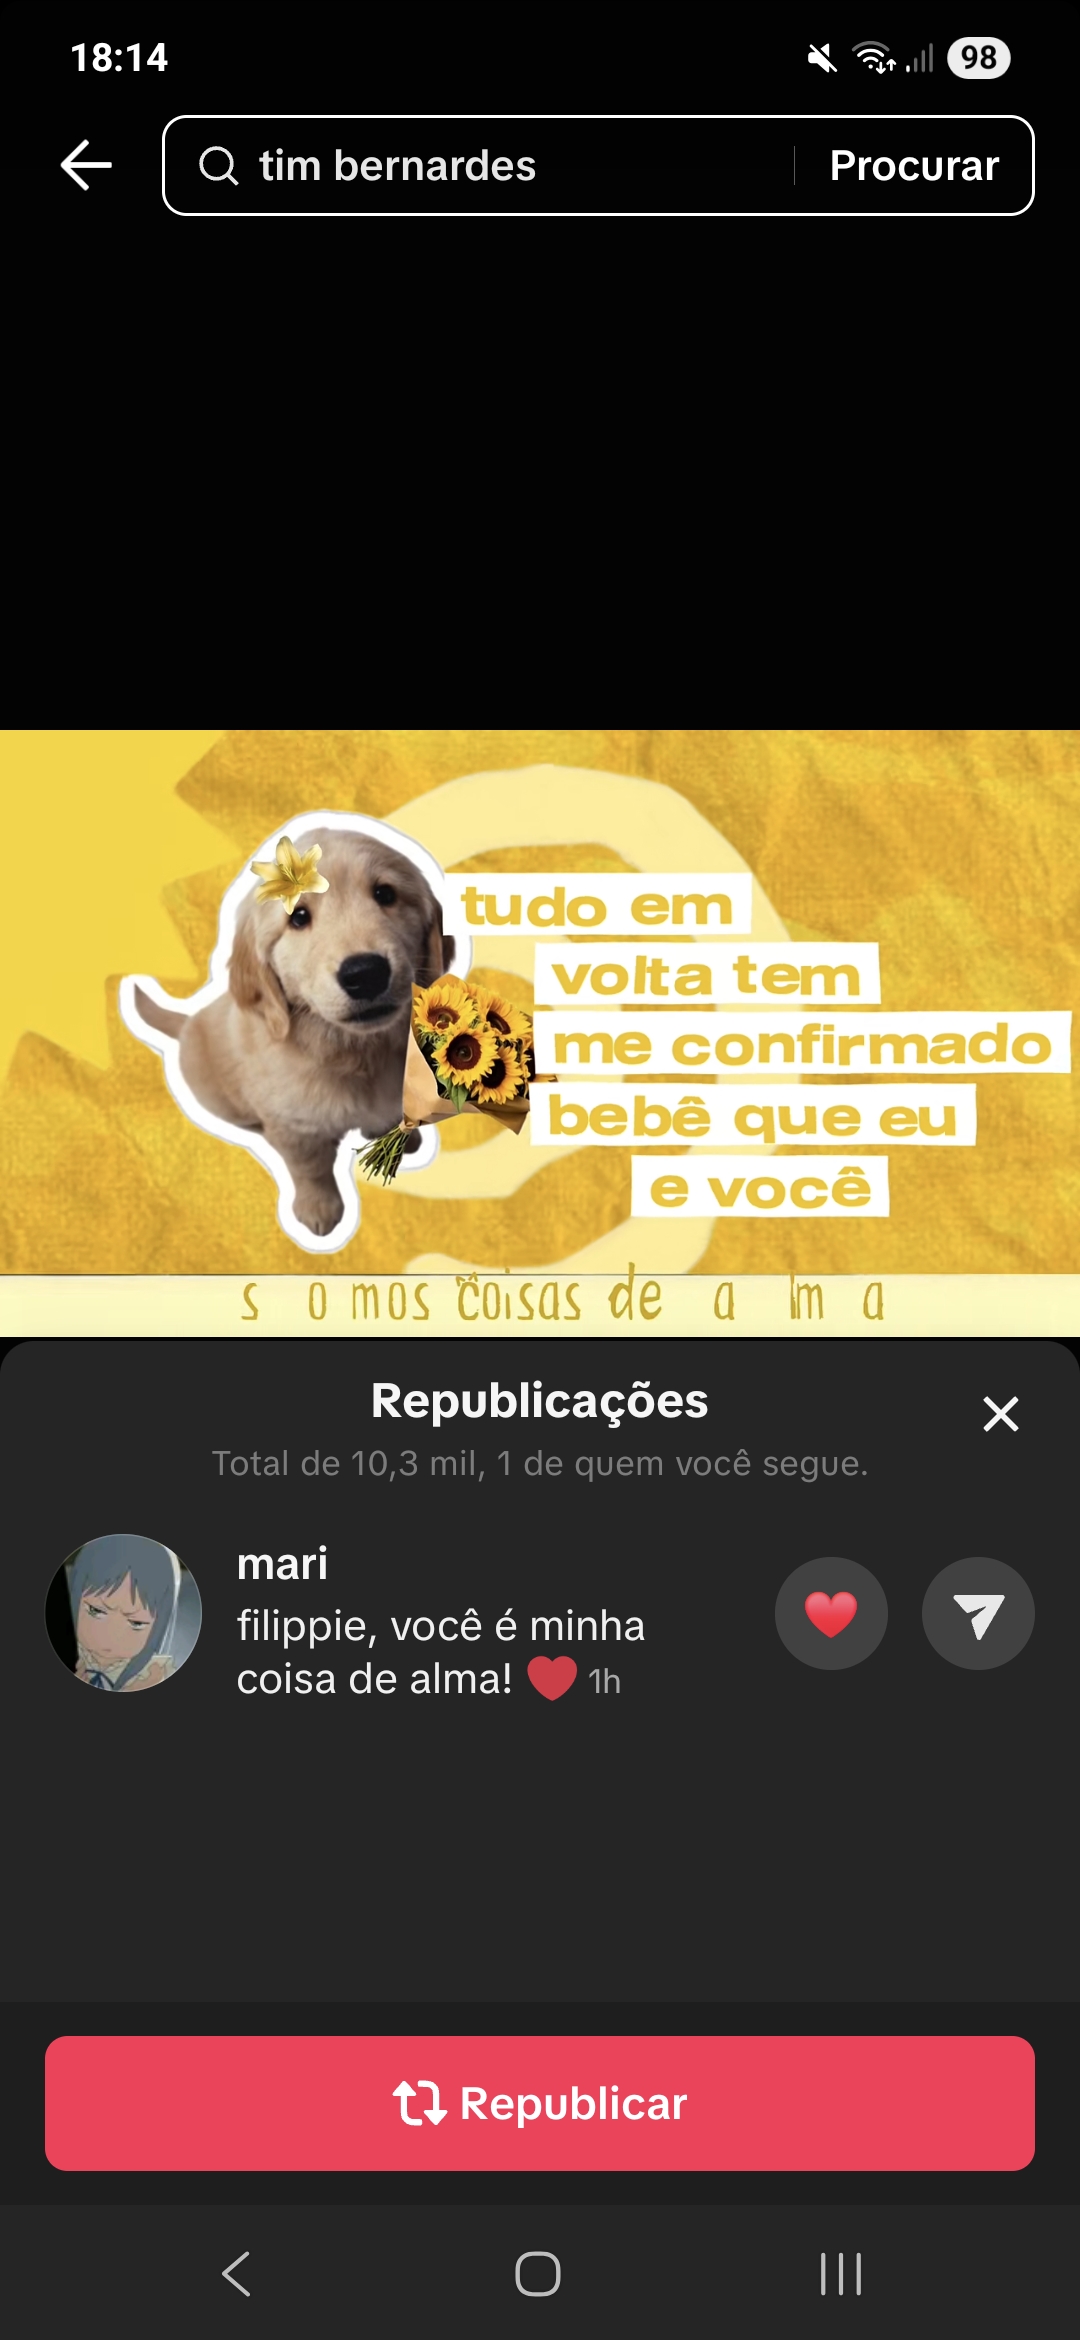 18:14
98
tim bernardes
Procurar
tudo em
volta tem
me confirmado
bebê que eu
e você
somos coisas de alma
Republicações
Total de 10,3 mil, 1 de quem você segue.
mari
filippie, você é minha
coisa de alma! ❤️ 1h
Republicar